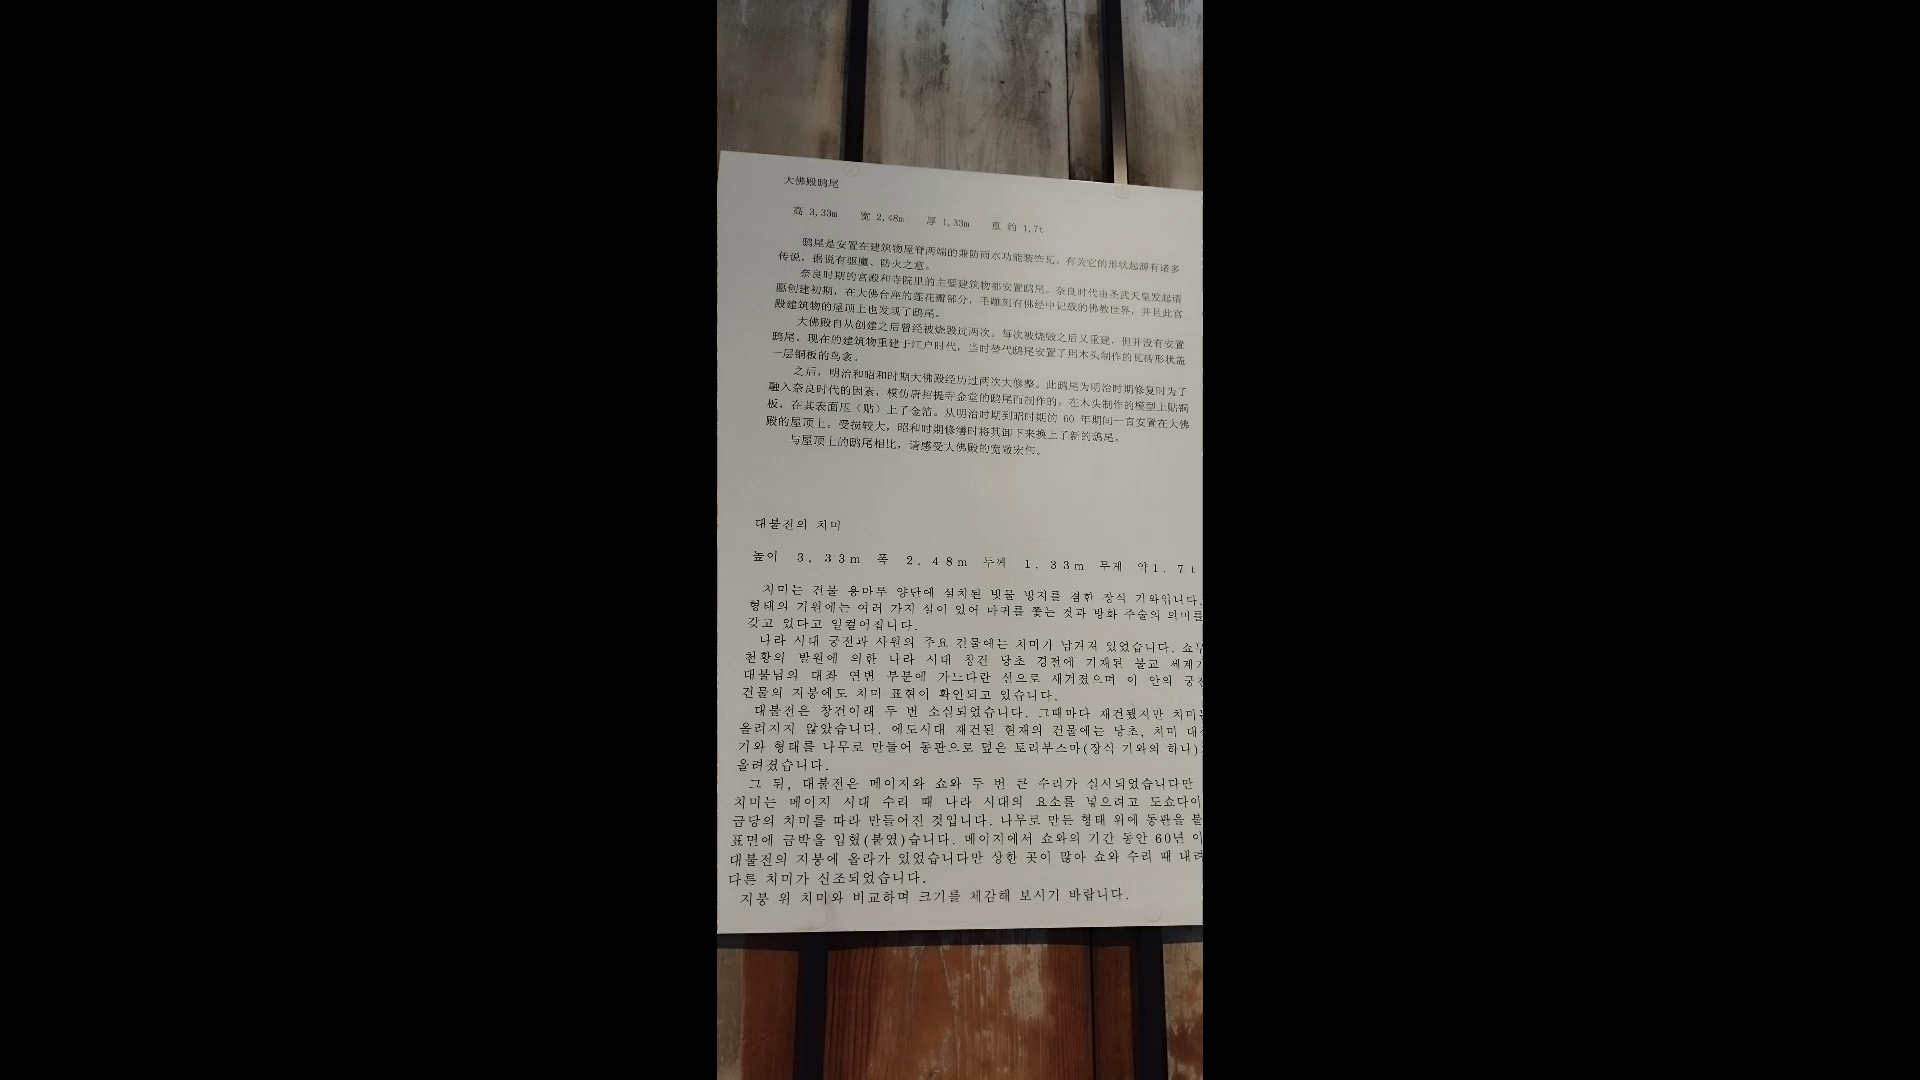 大佛殿鸱尾
高 3,33m 宽 2,48m 厚 1,33m 重 约 1,7t
鸱尾是安置在建筑物屋脊两端的兼防雨水功能装饰瓦。有关它的形状起源有诸多
传说，据说有驱魔、防火之意。
奈良时期的宫殿和寺院里的主要建筑物都安置鸱尾。奈良时代由圣武天皇发起请
愿创建初期，在大佛台座的莲花瓣部分，毛雕刻有佛经中记载的佛教世界，并且此宫
殿建筑物的屋顶上也发现了鸱尾。
大佛殿自从创建之后曾经被烧毁过两次。每次被烧毁之后又重建，但并没有安置
鸱尾。现在的建筑物重建于江户时代，当时替代鸱尾安置了用木头制作的瓦砖形状盖
一层铜板的鸟衾。
之后，明治和昭和时期大佛殿经历过两次大修整。此鸱尾为明治时期修复时为了
融入奈良时代的因素，模仿唐招提寺金堂的鸱尾而制作的。在木头制作的模型上贴铜
板，在其表面压（贴）上了金箔。从明治时期到昭时期的 60 年期间一直安置在大佛
殿的屋顶上。受损较大，昭和时期修缮时将其卸下来换上了新的鸱尾。
与屋顶上的鸱尾相比，请感受大佛殿的宽敞宏伟。
대불전의 치미
높이 3, 33m 폭 2, 48m 두께 1. 33m 무게 약1. 7t
치미는 건물 용마루 양단에 설치된 빗물 방지를 겸한 장식 기와입니다.
형태의 기원에는 여러 가지 설이 있어 마귀를 쫓는 것과 방화 주술의 의미를
갖고 있다고 일컬어집니다.
나라 시대 궁전과 사원의 주요 건물에는 치미가 남겨져 있었습니다. 쇼무
천황의 발원에 의한 나라 시대 창건 당초 경전에 기재된 불교 세계가
대불님의 대좌 연변 부분에 가느다란 선으로 새겨졌으며 이 안의 궁전
건물의 지붕에도 치미 표현이 확인되고 있습니다.
대불전은 창건이래 두 번 소실되었습니다. 그때마다 재건됐지만 치미는
올려지지 않았습니다. 에도시대 재건된 현재의 건물에는 당초, 치미 대신
기와 형태를 나무로 만들어 동판으로 덮은 토리부스마(장식 기와의 하나)
올려졌습니다.
그 뒤, 대불전은 메이지와 쇼와 두 번 큰 수리가 실시되었습니다만
치미는 메이지 시대 수리 때 나라 시대의 요소를 넣으려고 도쇼다이
금당의 치미를 따라 만들어진 것입니다. 나무로 만든 형태 위에 동판을 붙
표면에 금박을 입혔(붙였)습니다. 메이지에서 쇼와의 기간 동안 60년 이
대불전의 지붕에 올라가 있었습니다만 상한 곳이 많아 쇼와 수리 때 내려
다른 치미가 신조되었습니다.
지붕 위 치미와 비교하며 크기를 체감해 보시기 바랍니다.